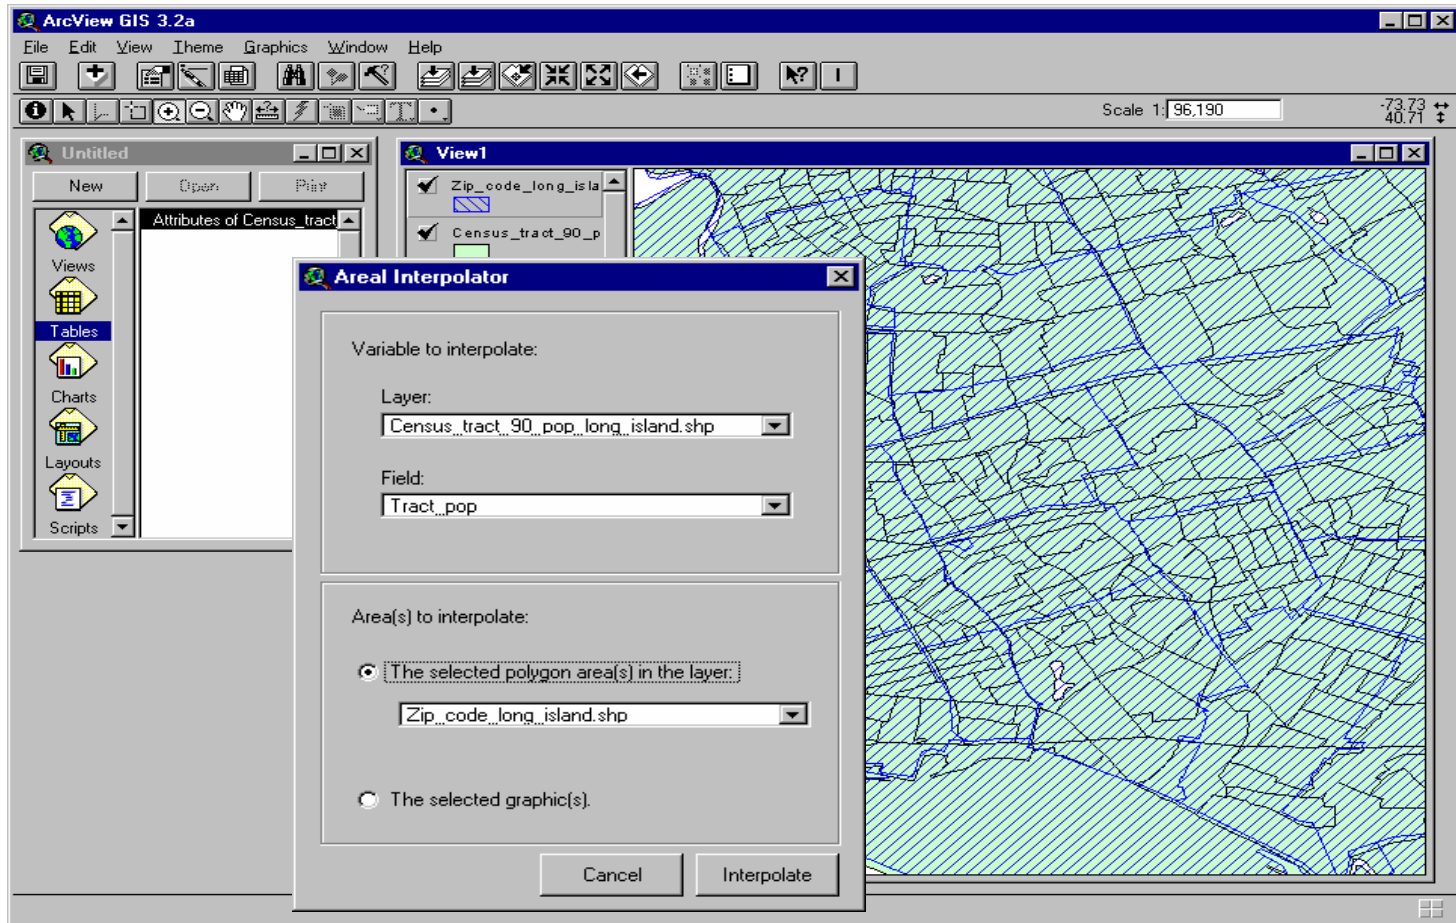 ArcView GIS 3.2a
File Edit View Theme Graphics Window Help
Scale 1: 96,190
-73.73
40.71
Untitled
New Open Print
Views
Tables
Charts
Layouts
Scripts
Attributes of Census_tract
View1
Zip_code_long_isla
Census_tract_90_p
Areal Interpolator
Variable to interpolate:
Layer:
Census_tract_90_pop_long_island.shp
Field:
Tract_pop
Area(s) to interpolate:
The selected polygon area(s) in the layer:
Zip_code_long_island.shp
The selected graphic(s).
Cancel Interpolate